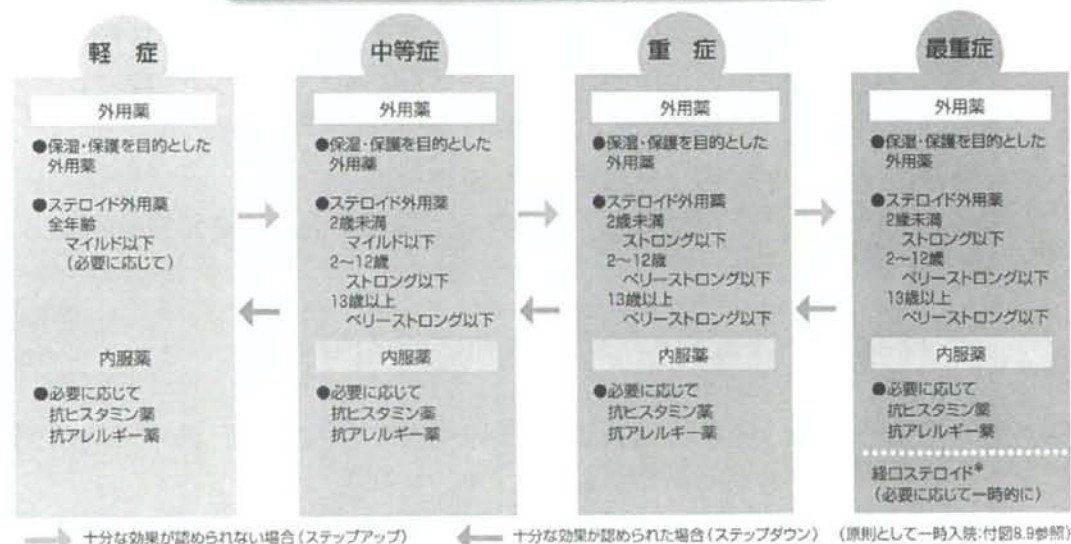 軽 症
外用薬
●保湿・保護を目的とした
外用薬
●ステロイド外用薬
全年齢
マイルド以下
（必要に応じて）
内服薬
●必要に応じて
抗ヒスタミン薬
抗アレルギー薬
中等症
外用薬
●保湿・保護を目的とした
外用薬
●ステロイド外用薬
2歳未満
マイルド以下
2～12歳
ストロング以下
13歳以上
ベリーストロング以下
内服薬
●必要に応じて
抗ヒスタミン薬
抗アレルギー薬
重 症
外用薬
●保湿・保護を目的とした
外用薬
●ステロイド外用薬
2歳未満
ストロング以下
2～12歳
ベリーストロング以下
13歳以上
ベリーストロング以下
内服薬
●必要に応じて
抗ヒスタミン薬
抗アレルギー薬
最重症
外用薬
●保湿・保護を目的とした
外用薬
●ステロイド外用薬
2歳未満
ストロング以下
2～12歳
ベリーストロング以下
13歳以上
ベリーストロング以下
内服薬
●必要に応じて
抗ヒスタミン薬
抗アレルギー薬
経口ステロイド*
（必要に応じて一時的に）
十分な効果が認められない場合（ステップアップ） 十分な効果が認められた場合（ステップダウン） （原則として一時入院：付図8.9参照）